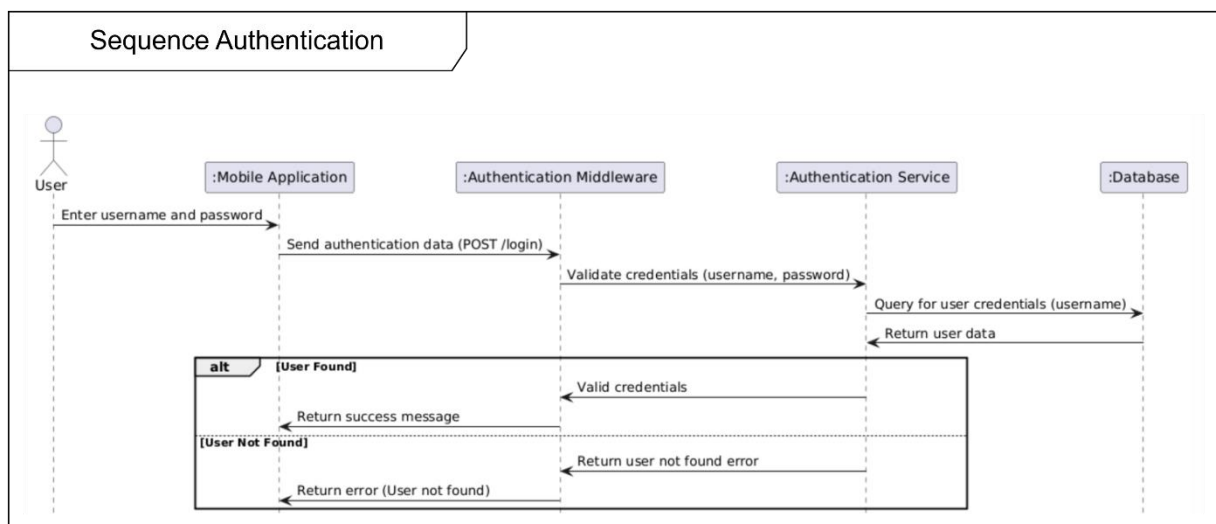 Sequence Authentication
User
:Mobile Application
:Authentication Middleware
:Authentication Service
:Database
Enter username and password
Send authentication data (POST /login)
Validate credentials (username, password)
Query for user credentials (username)
Return user data
alt
[User Found]
Valid credentials
Return success message
[User Not Found]
Return user not found error
Return error (User not found)